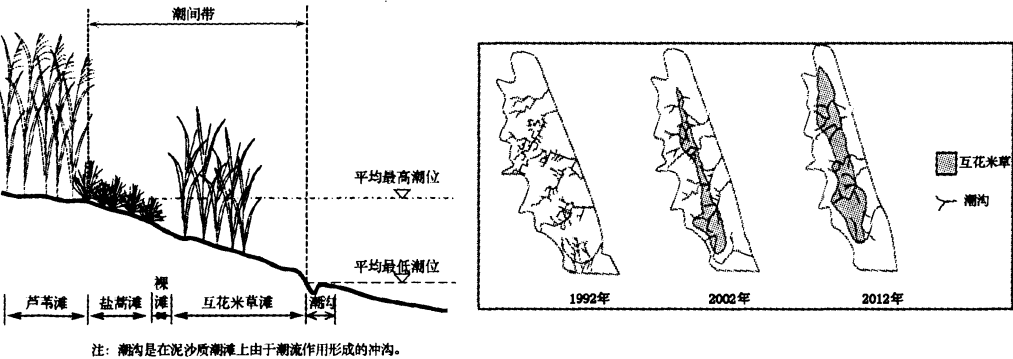 潮间带
平均最高潮位
平均最低潮位
芦苇滩
盐蒿滩
裸滩
互花米草滩
潮沟
注：潮沟是在泥沙质潮滩上由于潮流作用形成的冲沟。
互花米草
潮沟
1992年
2002年
2012年